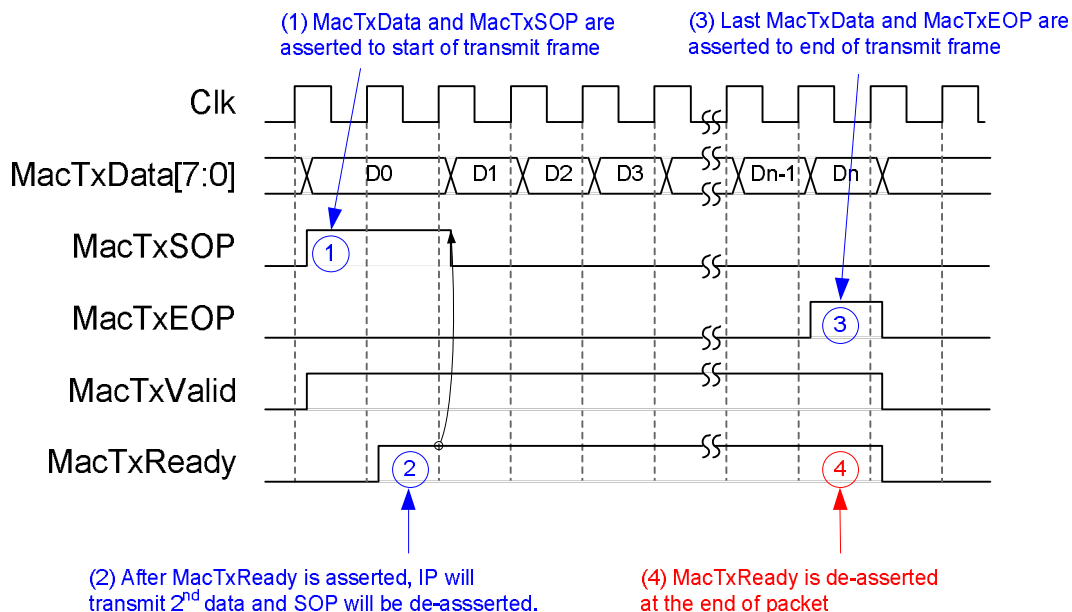 (1) MacTxData and MacTxSOP are
asserted to start of transmit frame
(3) Last MacTxData and MacTxEOP are
asserted to end of transmit frame
Clk
MacTxData[7:0]
D0
D1
D2
D3
Dn-1
Dn
MacTxSOP
1
MacTxEOP
3
MacTxValid
MacTxReady
2
4
(2) After MacTxReady is asserted, IP will
transmit 2nd data and SOP will be de-assserted.
(4) MacTxReady is de-asserted
at the end of packet